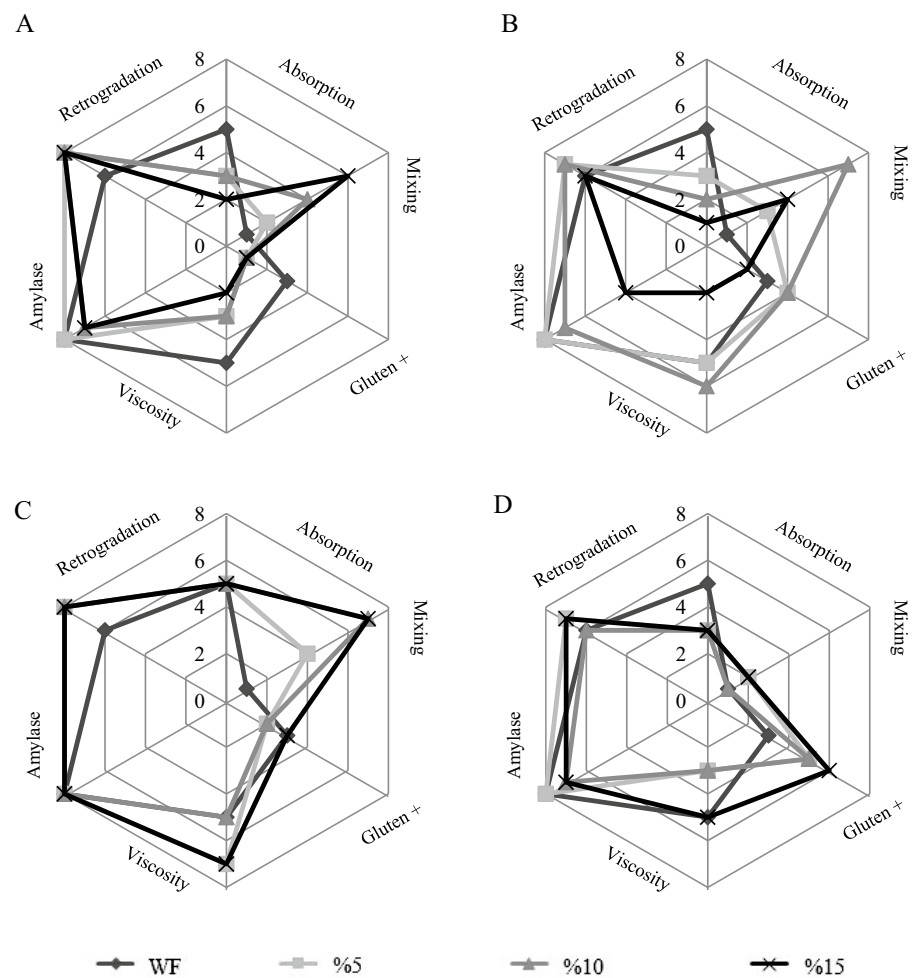 A
8
6
4
2
0
Absorption
Mixing
Gluten +
Viscosity
Amylase
Retrogradation
B
8
6
4
2
0
Absorption
Mixing
Gluten +
Viscosity
Amylase
Retrogradation
C
8
6
4
2
0
Absorption
Mixing
Gluten +
Viscosity
Amylase
Retrogradation
D
8
6
4
2
0
Absorption
Mixing
Gluten +
Viscosity
Amylase
Retrogradation
WF %5 %10 %15